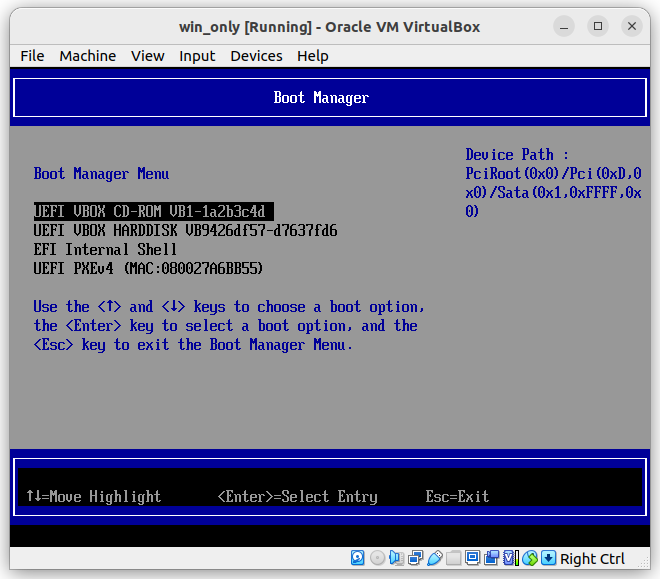 win_only [Running] - Oracle VM VirtualBox
File Machine View Input Devices Help
Boot Manager
Device Path :
PciRoot(0x0)/Pci(0xD,0
x0)/Sata(0x1,0xFFFF,0x
0)
Boot Manager Menu
UEFI VBOX CD-ROM VB1-1a2b3c4d
UEFI VBOX HARDDISK VB9426df57-d7637fd6
EFI Internal Shell
UEFI PXEv4 (MAC:080027A6BB55)
Use the <↑> and <↓> keys to choose a boot option,
the <Enter> key to select a boot option, and the
<Esc> key to exit the Boot Manager Menu.
↑↓=Move Highlight <Enter>=Select Entry Esc=Exit
Right Ctrl